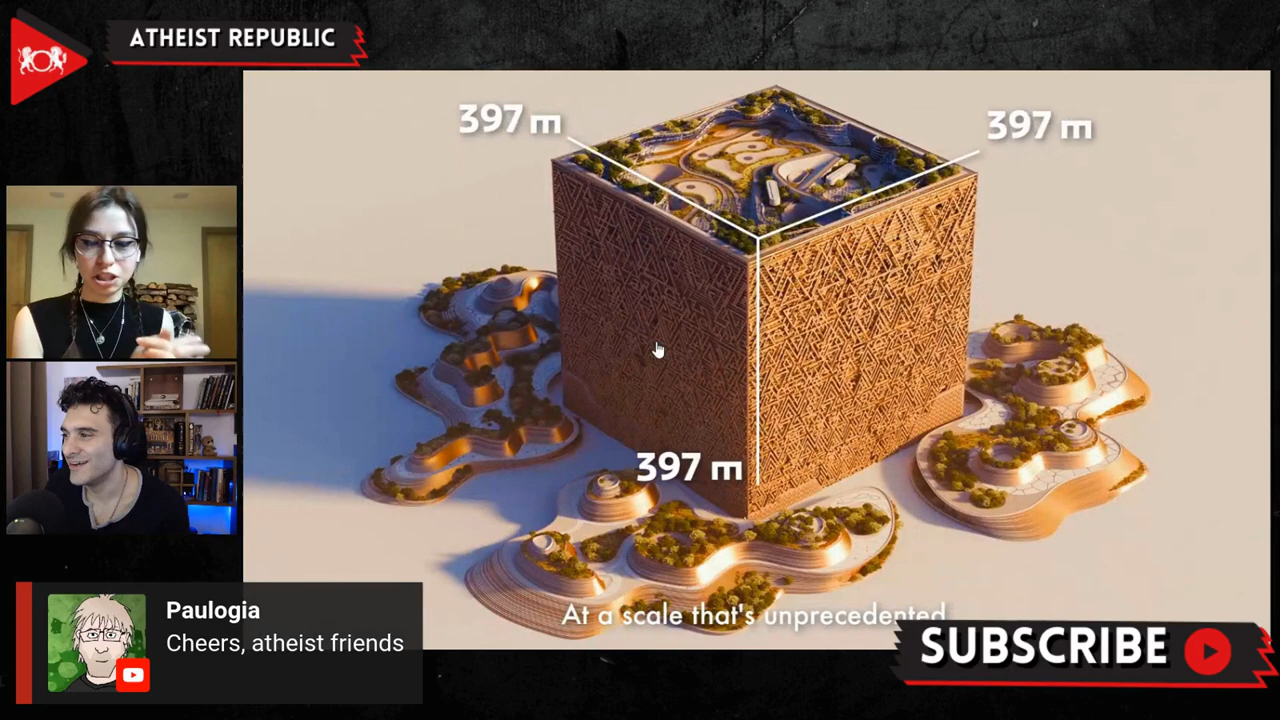 ATHEIST REPUBLIC
397 m
397 m
397 m
At a scale that's unprecedented
Paulogia
Cheers, atheist friends
SUBSCRIBE